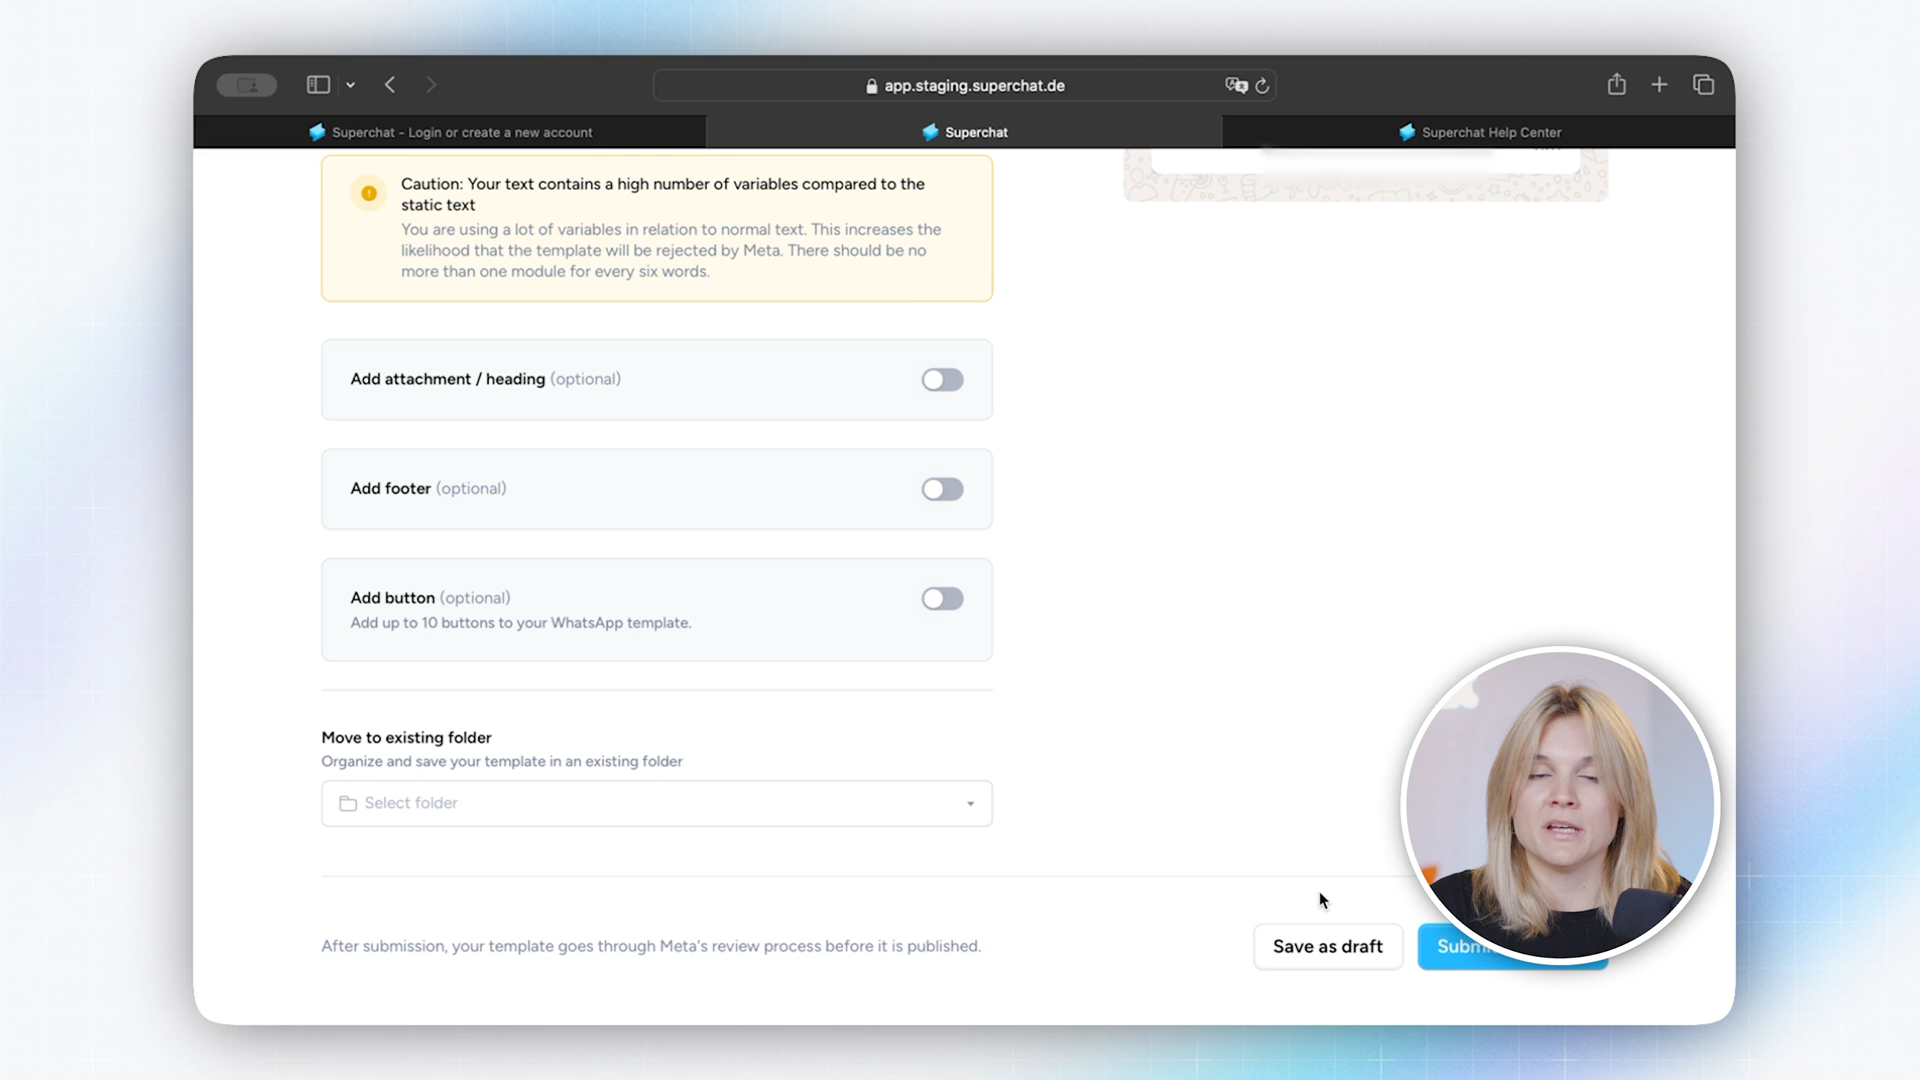 app.staging.superchat.de
Superchat - Login or create a new account
Superchat
Superchat Help Center
Caution: Your text contains a high number of variables compared to the
static text
You are using a lot of variables in relation to normal text. This increases the
likelihood that the template will be rejected by Meta. There should be no
more than one module for every six words.
Add attachment / heading (optional)
Add footer (optional)
Add button (optional)
Add up to 10 buttons to your WhatsApp template.
Move to existing folder
Organize and save your template in an existing folder
Select folder
After submission, your template goes through Meta's review process before it is published.
Save as draft